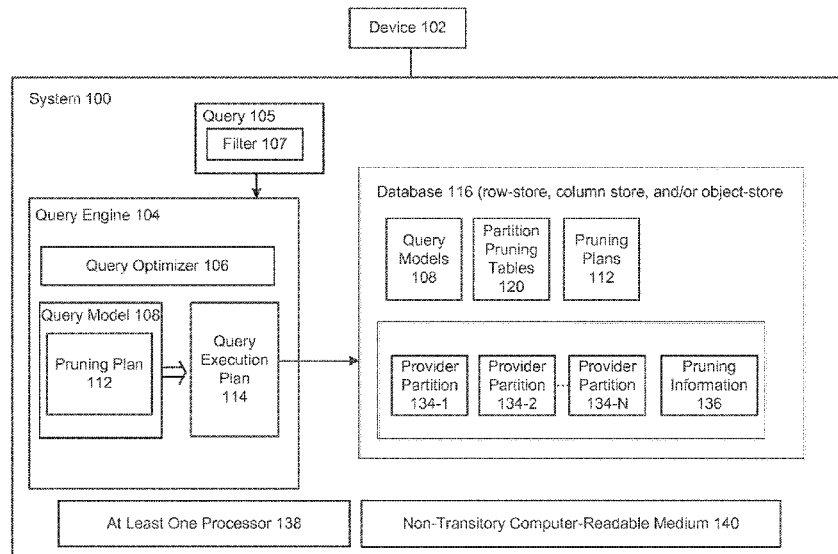 Device 102
System 100
Query 105
Filter 107
Query Engine 104
Query Optimizer 106
Query Model 108
Pruning Plan
112
Query
Execution
Plan
114
Database 116 (row-store, column store, and/or object-store
Query
Models
108
Partition
Pruning
Tables
120
Pruning
Plans
112
Provider
Partition
134-1
Provider
Partition
134-2
Provider
Partition
134-N
Pruning
Information
136
At Least One Processor 138
Non-Transitory Computer-Readable Medium 140